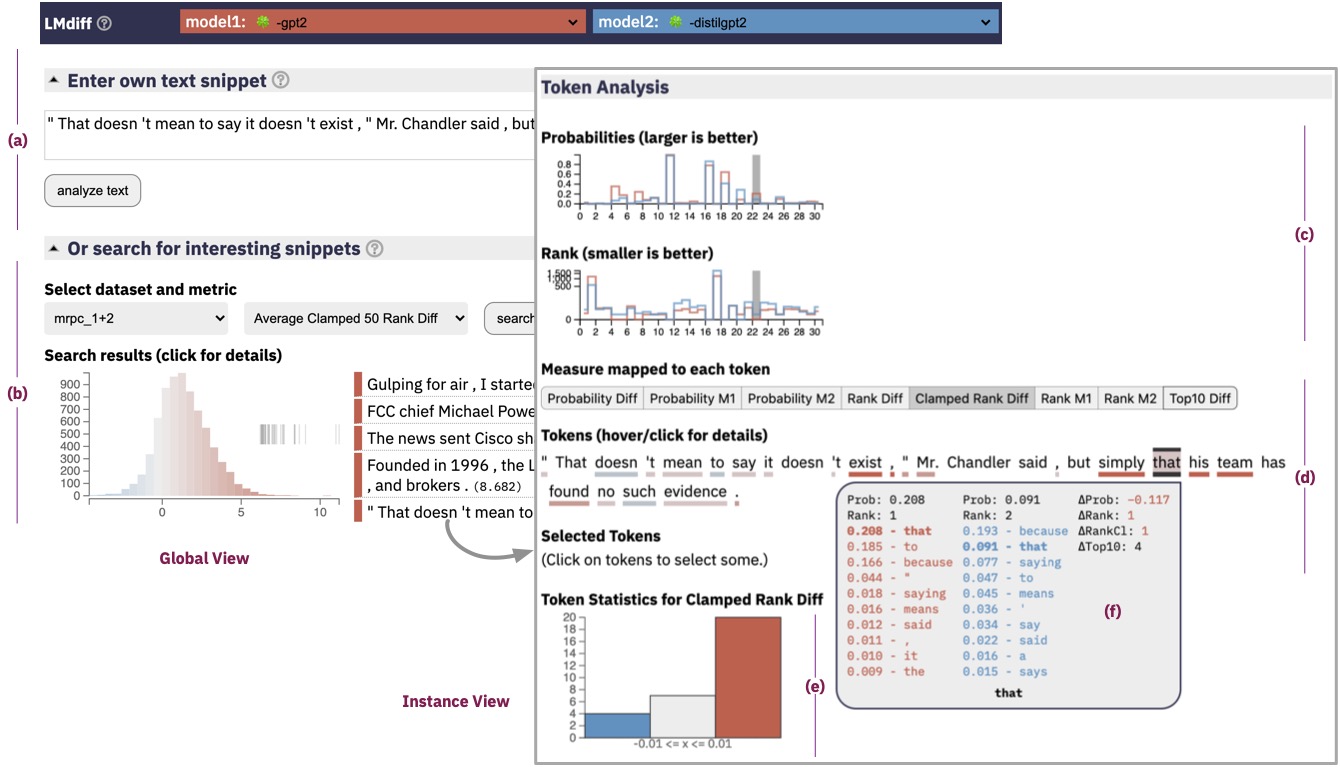 LMdiff ?
model1: -gpt2
model2: -distilgpt2
(a)
Enter own text snippet ?
" That doesn 't mean to say it doesn 't exist , " Mr. Chandler said , but
analyze text
(b)
Or search for interesting snippets ?
Select dataset and metric
mrpc_1+2
Average Clamped 50 Rank Diff
search
Search results (click for details)
900
800
700
600
500
400
300
200
100
0
0 5 10
Gulping for air , I starte
FCC chief Michael Powe
The news sent Cisco sh
Founded in 1996 , the L
, and brokers . (8.682)
" That doesn 't mean to
Global View
Instance View
Token Analysis
Probabilities (larger is better)
0.8
0.6
0.4
0.2
0.0
0 2 4 6 8 10 12 14 16 18 20 22 24 26 28 30
Rank (smaller is better)
1,500
1,000
500
0
0 2 4 6 8 10 12 14 16 18 20 22 24 26 28 30
(c)
Measure mapped to each token
Probability Diff Probability M1 Probability M2 Rank Diff Clamped Rank Diff Rank M1 Rank M2 Top10 Diff
Tokens (hover/click for details)
" That doesn 't mean to say it doesn 't exist , " Mr. Chandler said , but simply that his team has
found no such evidence .
(d)
Selected Tokens
(Click on tokens to select some.)
Token Statistics for Clamped Rank Diff
20
18
16
14
12
10
8
6
4
2
0
-0.01 <= x <= 0.01
(e)
Prob: 0.208 Prob: 0.091 ΔProb: -0.117
Rank: 1 Rank: 2 ΔRank: 1
0.208 - that 0.193 - because ΔRankCl: 1
0.185 - to 0.091 - that ΔTop10: 4
0.166 - because 0.077 - saying
0.044 - " 0.047 - to
0.018 - saying 0.045 - means
0.016 - means 0.036 - '
0.012 - said 0.034 - say
0.011 - , 0.022 - said
0.010 - it 0.016 - a
0.009 - the 0.015 - says
that
(f)